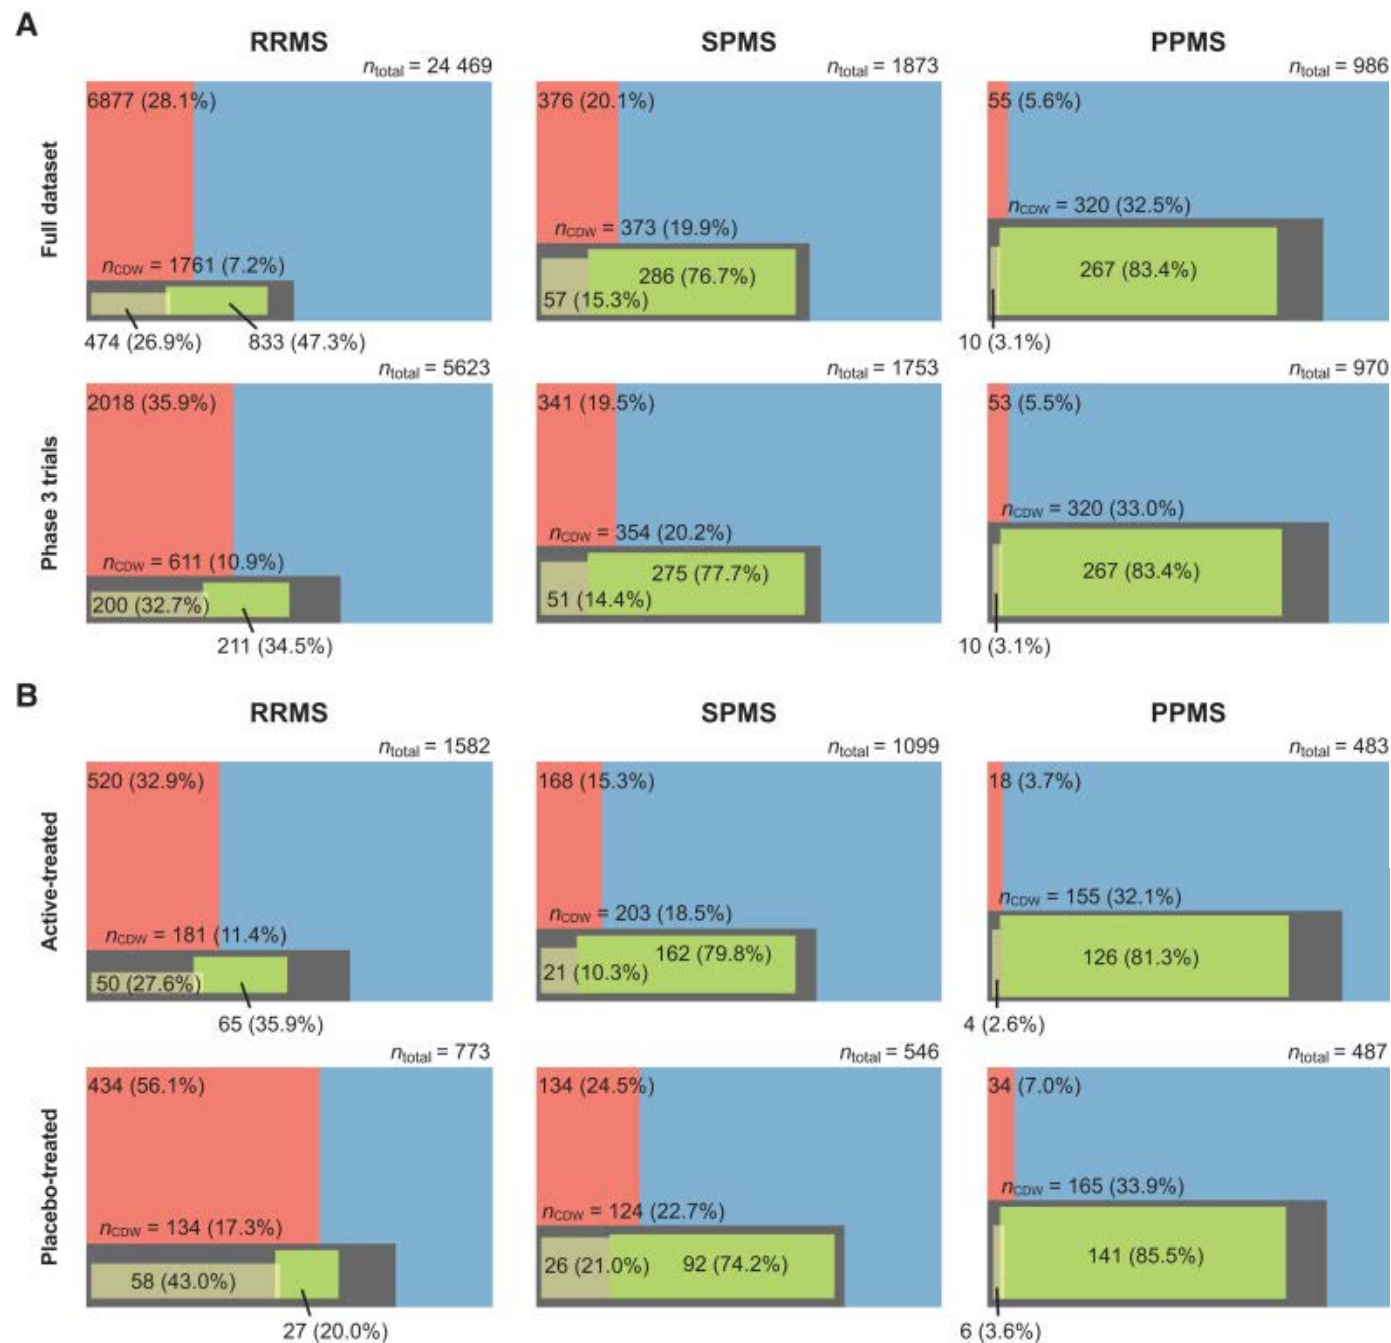 A
RRMS
SPMS
PPMS
ntotal = 24 469
ntotal = 1873
ntotal = 986
Full dataset
6877 (28.1%)
376 (20.1%)
55 (5.6%)
nCDW = 1761 (7.2%)
nCDW = 373 (19.9%)
nCDW = 320 (32.5%)
286 (76.7%)
267 (83.4%)
57 (15.3%)
474 (26.9%)
833 (47.3%)
10 (3.1%)
ntotal = 5623
ntotal = 1753
ntotal = 970
Phase 3 trials
2018 (35.9%)
341 (19.5%)
53 (5.5%)
nCDW = 611 (10.9%)
nCDW = 354 (20.2%)
nCDW = 320 (33.0%)
275 (77.7%)
267 (83.4%)
200 (32.7%)
51 (14.4%)
211 (34.5%)
10 (3.1%)
B
RRMS
SPMS
PPMS
ntotal = 1582
ntotal = 1099
ntotal = 483
Active-treated
520 (32.9%)
168 (15.3%)
18 (3.7%)
nCDW = 181 (11.4%)
nCDW = 203 (18.5%)
nCDW = 155 (32.1%)
162 (79.8%)
126 (81.3%)
50 (27.6%)
21 (10.3%)
65 (35.9%)
4 (2.6%)
ntotal = 773
ntotal = 546
ntotal = 487
Placebo-treated
434 (56.1%)
134 (24.5%)
34 (7.0%)
nCDW = 134 (17.3%)
nCDW = 124 (22.7%)
nCDW = 165 (33.9%)
58 (43.0%)
26 (21.0%)
92 (74.2%)
141 (85.5%)
27 (20.0%)
6 (3.6%)